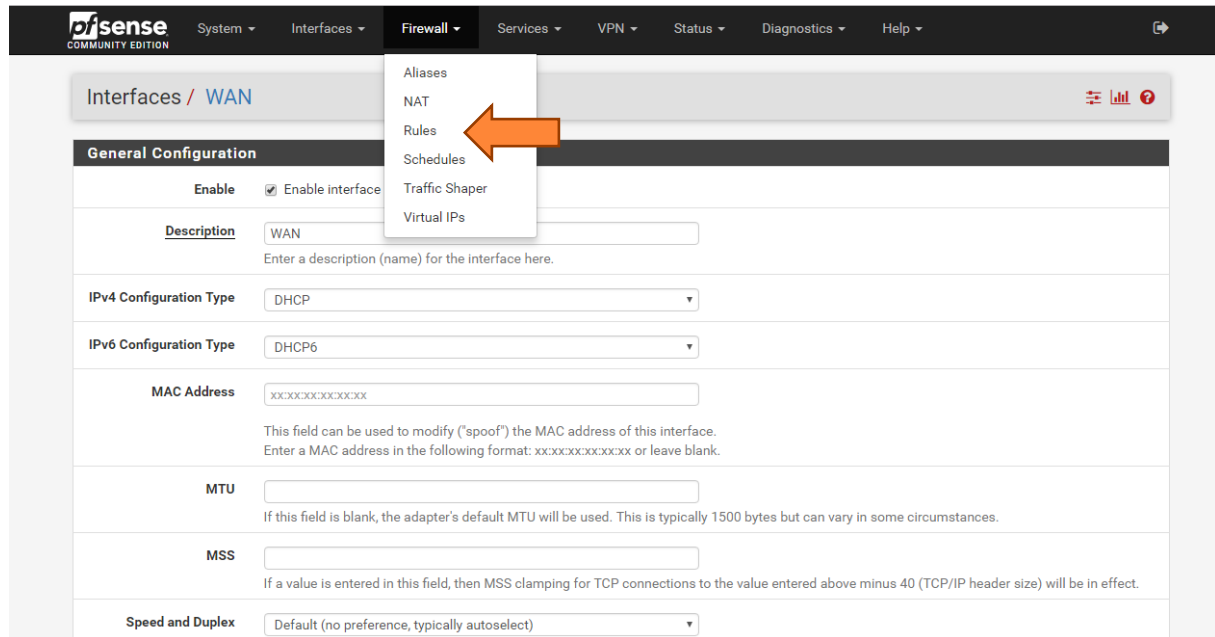 pfsense System Interfaces Firewall Services VPN Status Diagnostics Help
COMMUNITY EDITION
Aliases
NAT
Rules
Schedules
Traffic Shaper
Virtual IPs
Interfaces / WAN
General Configuration
Enable Enable interface
Description WAN
Enter a description (name) for the interface here.
IPv4 Configuration Type DHCP
IPv6 Configuration Type DHCP6
MAC Address xx:xx:xx:xx:xx:xx
This field can be used to modify ("spoof") the MAC address of this interface.
Enter a MAC address in the following format: xx:xx:xx:xx:xx:xx or leave blank.
MTU
If this field is blank, the adapter's default MTU will be used. This is typically 1500 bytes but can vary in some circumstances.
MSS
If a value is entered in this field, then MSS clamping for TCP connections to the value entered above minus 40 (TCP/IP header size) will be in effect.
Speed and Duplex Default (no preference, typically autoselect)